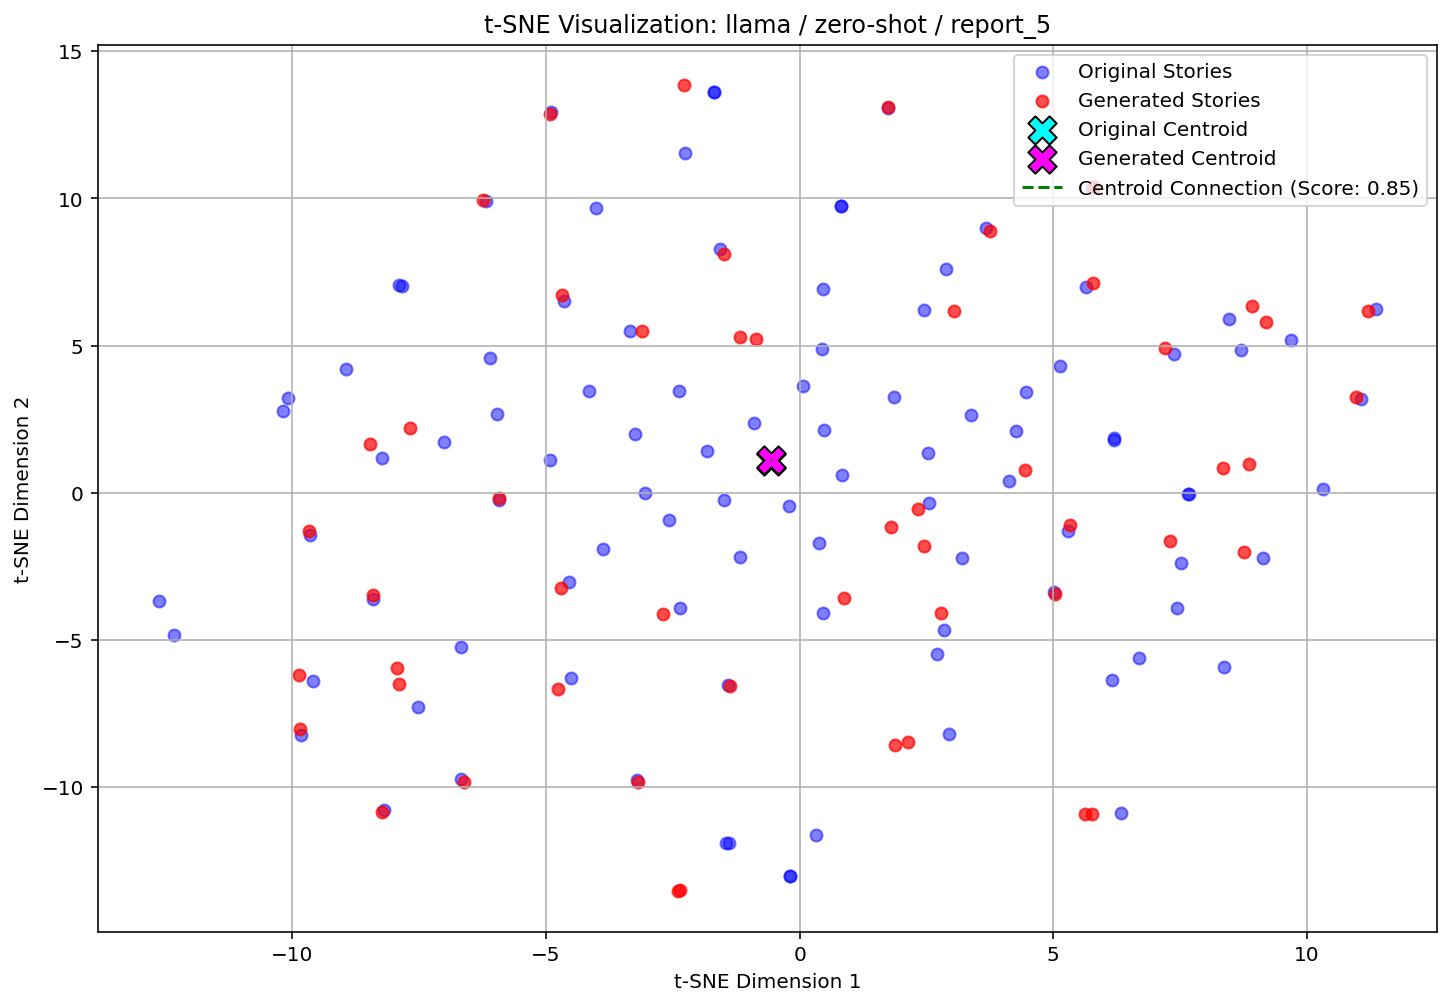 t-SNE Visualization: llama / zero-shot / report_5
Original Stories
Generated Stories
Original Centroid
Generated Centroid
Centroid Connection (Score: 0.85)
t-SNE Dimension 2
15
10
5
0
−5
−10
−10
−5
0
5
10
t-SNE Dimension 1